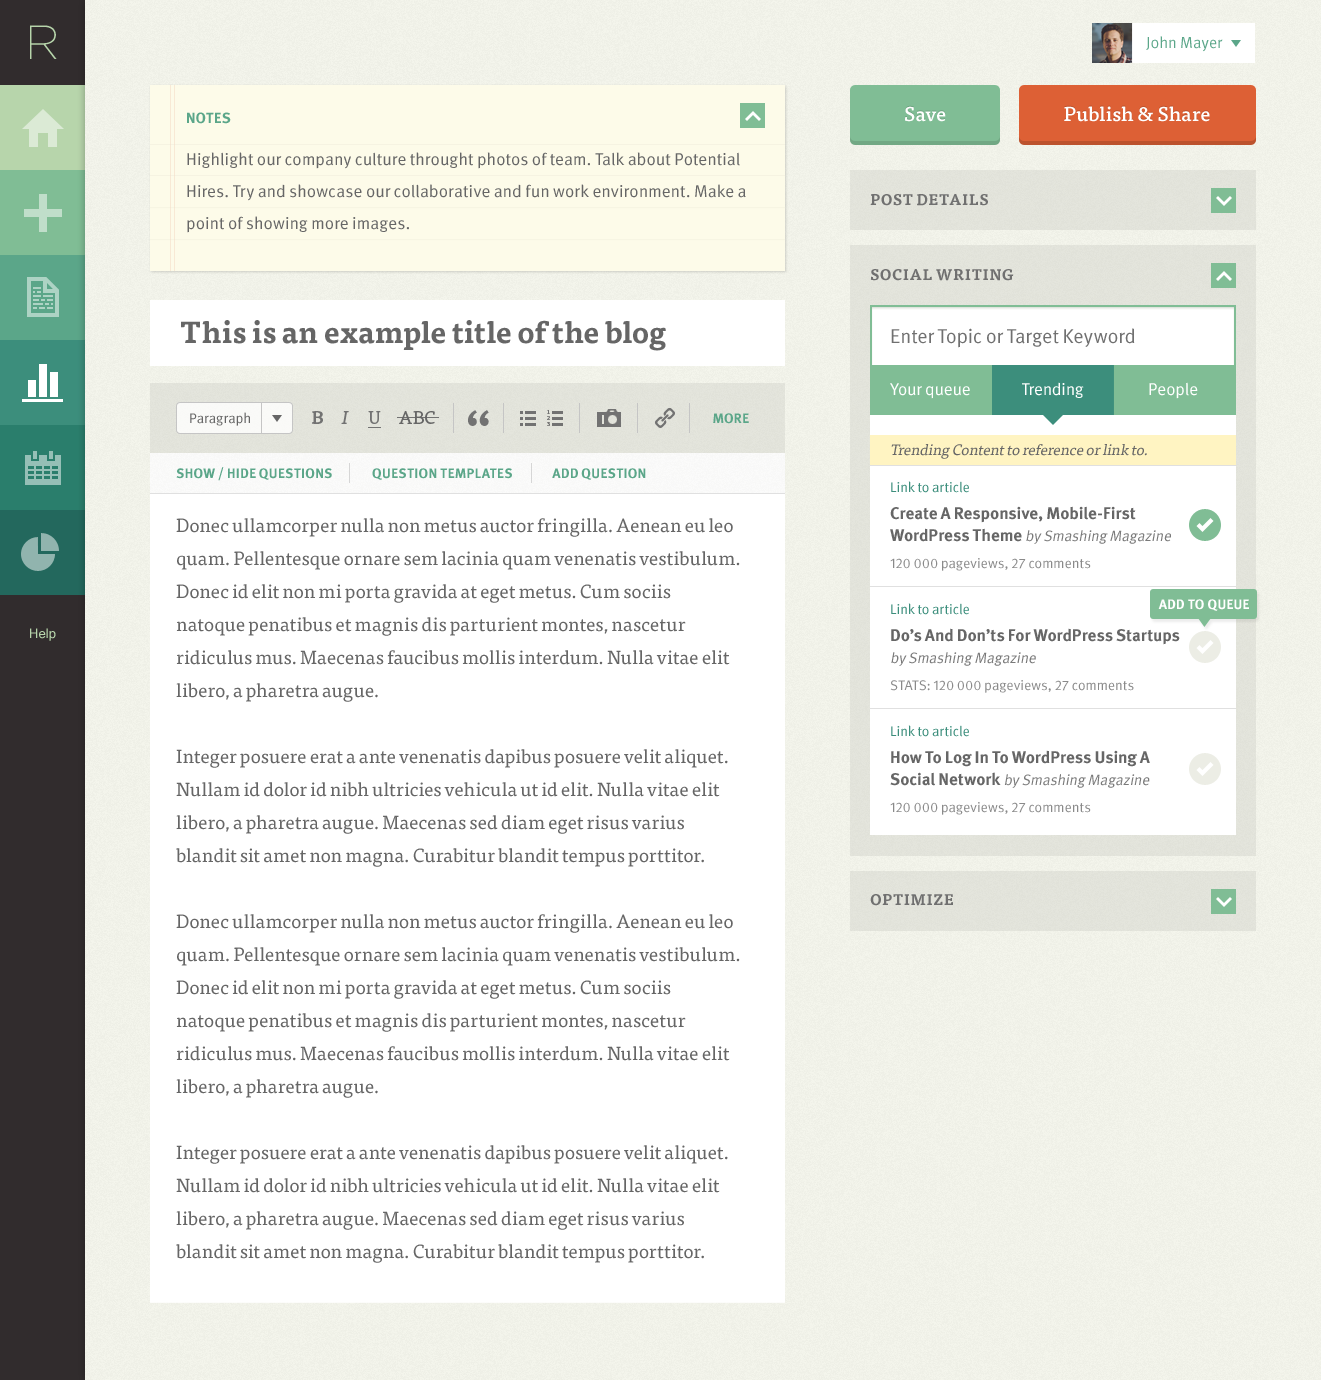 R
John Mayer
NOTES
Highlight our company culture throught photos of team. Talk about Potential
Hires. Try and showcase our collaborative and fun work environment. Make a
point of showing more images.
Save
Publish & Share
POST DETAILS
SOCIAL WRITING
Enter Topic or Target Keyword
Your queue
Trending
People
Trending Content to reference or link to.
Link to article
Create A Responsive, Mobile-First
WordPress Theme by Smashing Magazine
120 000 pageviews, 27 comments
ADD TO QUEUE
Link to article
Do's And Don'ts For WordPress Startups
by Smashing Magazine
STATS: 120 000 pageviews, 27 comments
Link to article
How To Log In To WordPress Using A
Social Network by Smashing Magazine
120 000 pageviews, 27 comments
OPTIMIZE
This is an example title of the blog
Paragraph
B I U ABC
1
2
3
MORE
SHOW / HIDE QUESTIONS
QUESTION TEMPLATES
ADD QUESTION
Donec ullamcorper nulla non metus auctor fringilla. Aenean eu leo
quam. Pellentesque ornare sem lacinia quam venenatis vestibulum.
Donec id elit non mi porta gravida at eget metus. Cum sociis
natoque penatibus et magnis dis parturient montes, nascetur
ridiculus mus. Maecenas faucibus mollis interdum. Nulla vitae elit
libero, a pharetra augue.
Integer posuere erat a ante venenatis dapibus posuere velit aliquet.
Nullam id dolor id nibh ultricies vehicula ut id elit. Nulla vitae elit
libero, a pharetra augue. Maecenas sed diam eget risus varius
blandit sit amet non magna. Curabitur blandit tempus porttitor.
Donec ullamcorper nulla non metus auctor fringilla. Aenean eu leo
quam. Pellentesque ornare sem lacinia quam venenatis vestibulum.
Donec id elit non mi porta gravida at eget metus. Cum sociis
natoque penatibus et magnis dis parturient montes, nascetur
ridiculus mus. Maecenas faucibus mollis interdum. Nulla vitae elit
libero, a pharetra augue.
Integer posuere erat a ante venenatis dapibus posuere velit aliquet.
Nullam id dolor id nibh ultricies vehicula ut id elit. Nulla vitae elit
libero, a pharetra augue. Maecenas sed diam eget risus varius
blandit sit amet non magna. Curabitur blandit tempus porttitor.
Help